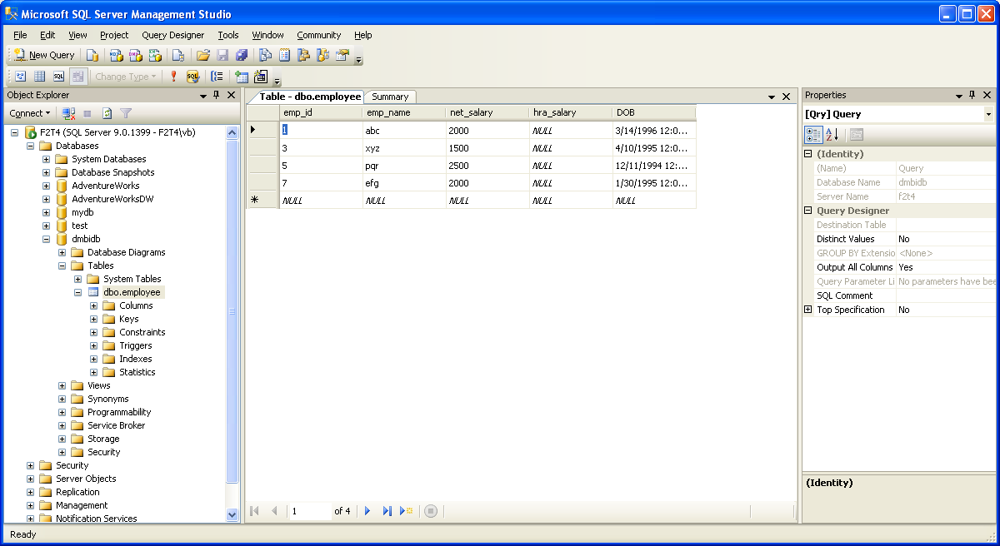 Microsoft SQL Server Management Studio
File Edit View Project Query Designer Tools Window Community Help
New Query
Change Type
Object Explorer
Connect
F2T4 (SQL Server 9.0.1399 - F2T4\vb)
Databases
System Databases
Database Snapshots
AdventureWorks
AdventureWorksDW
mydb
test
dmbidb
Database Diagrams
Tables
System Tables
dbo.employee
Columns
Keys
Constraints
Triggers
Indexes
Statistics
Views
Synonyms
Programmability
Service Broker
Storage
Security
Security
Server Objects
Replication
Management
Notification Services
Table - dbo.employee Summary
emp_id emp_name net_salary hra_salary DOB
1 abc 2000 NULL 3/14/1996 12:0...
3 xyz 1500 NULL 4/10/1995 12:0...
5 pqr 2500 NULL 12/11/1994 12:...
7 efg 2000 NULL 1/30/1995 12:0...
NULL NULL NULL NULL NULL
1 of 4
Properties
[Qry] Query
(Identity)
(Name) Query
Database Name dmbidb
Server Name f2t4
Query Designer
Destination Table
Distinct Values No
GROUP BY Extensio <None>
Output All Columns Yes
Query Parameter Li No parameters have bee
SQL Comment
Top Specification No
(Identity)
Ready